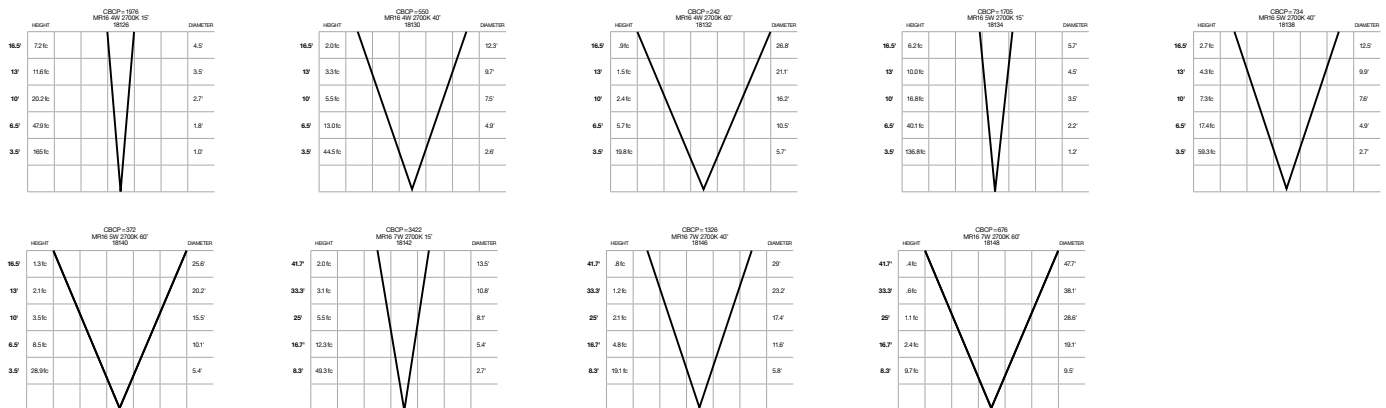 CBCP=1976
MR16 4W 2700K 15˚
HEIGHT 18126 DIAMETER
16.5' 7.2 fc 4.5'
13' 11.6 fc 3.5'
10' 20.2 fc 2.7'
6.5' 47.9 fc 1.8'
3.5' 165 fc 1.0'
CBCP=550
MR16 4W 2700K 40˚
HEIGHT 18130 DIAMETER
16.5' 2.0 fc 12.3'
13' 3.3 fc 9.7'
10' 5.5 fc 7.5'
6.5' 13.0 fc 4.9'
3.5' 44.5 fc 2.6'
CBCP=242
MR16 4W 2700K 60˚
HEIGHT 18132 DIAMETER
16.5' .9fc 26.8'
13' 1.5 fc 21.1'
10' 2.4 fc 16.2'
6.5' 5.7 fc 10.5'
3.5' 19.8 fc 5.7'
CBCP=1705
MR16 5W 2700K 15˚
HEIGHT 18134 DIAMETER
16.5' 6.2 fc 5.7'
13' 10.0 fc 4.5'
10' 16.8 fc 3.5'
6.5' 40.1 fc 2.2'
3.5' 136.8 fc 1.2'
CBCP=734
MR16 5W 2700K 40˚
HEIGHT 18138 DIAMETER
16.5' 2.7 fc 12.5'
13' 4.3 fc 9.9'
10' 7.3 fc 7.6'
6.5' 17.4 fc 4.9'
3.5' 59.3 fc 2.7'
CBCP=372
MR16 5W 2700K 60˚
HEIGHT 18140 DIAMETER
16.5' 1.3 fc 25.6'
13' 2.1 fc 20.2'
10' 3.5 fc 15.5'
6.5' 8.5 fc 10.1'
3.5' 28.9 fc 5.4'
CBCP=3422
MR16 7W 2700K 15˚
HEIGHT 18142 DIAMETER
41.7' 2.0 fc 13.5'
33.3' 3.1 fc 10.8'
25' 5.5 fc 8.1'
16.7' 12.3 fc 5.4'
8.3' 49.3 fc 2.7'
CBCP=1326
MR16 7W 2700K 40˚
HEIGHT 18146 DIAMETER
41.7' .8 fc 29'
33.3' 1.2 fc 23.2'
25' 2.1 fc 17.4'
16.7' 4.8 fc 11.6'
8.3' 19.1 fc 5.8'
CBCP=676
MR16 7W 2700K 60˚
HEIGHT 18148 DIAMETER
41.7' .4 fc 47.7'
33.3' .6 fc 38.1'
25' 1.1 fc 28.6'
16.7' 2.4 fc 19.1'
8.3' 9.7 fc 9.5'